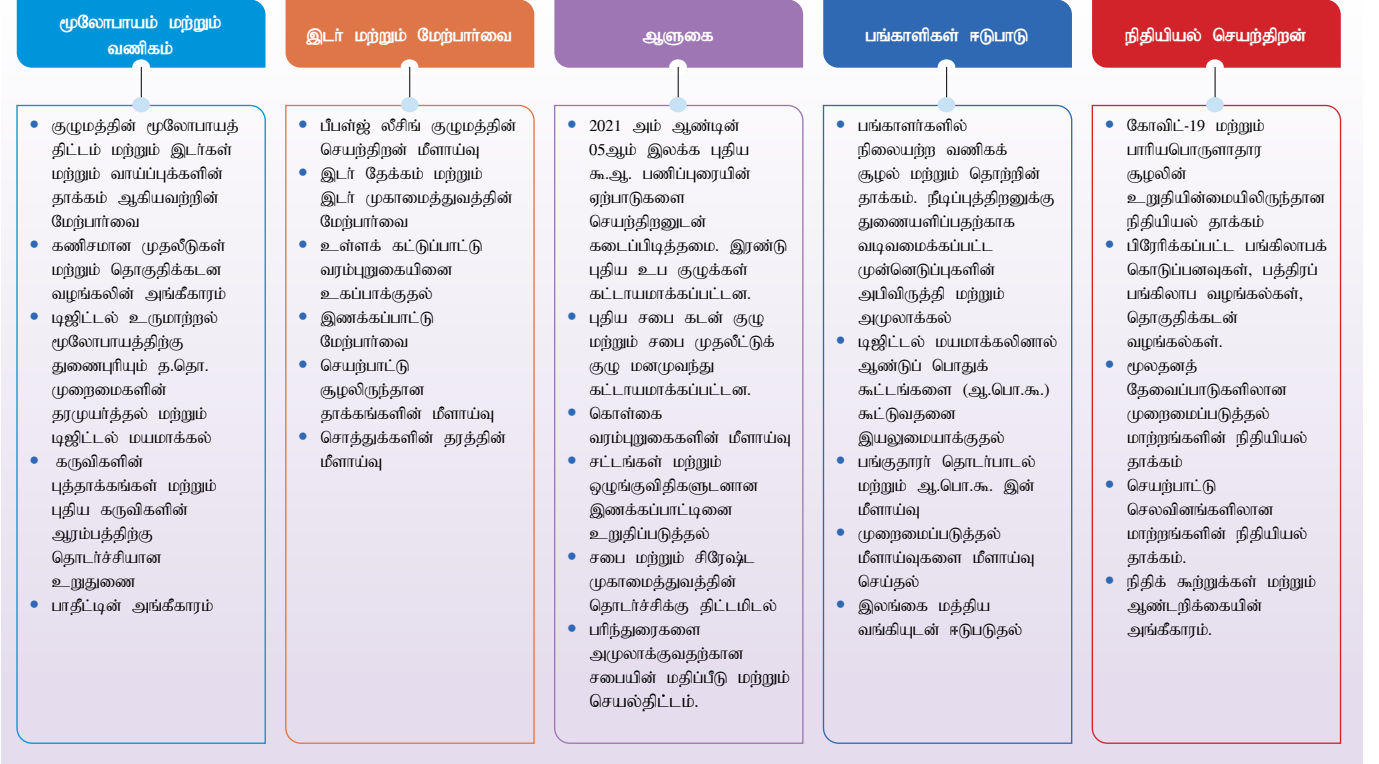 மூலோபாயம் மற்றும்
வணிகம்
குழுமத்தின் மூலோபாயத்
திட்டம் மற்றும் இடர்கள்
மற்றும் வாய்ப்புக்களின்
தாக்கம் ஆகியவற்றின்
மேற்பார்வை
கணிசமான முதலீடுகள்
மற்றும் தொகுதிக்கடன
வழங்கலின் அங்கீகாரம்
டிஜிட்டல் உருமாற்றல்
மூலோபாயத்திற்கு
துணைபுரியும் த.தொ.
முறைமைகளின்
தரமுயர்த்தல் மற்றும்
டிஜிட்டல் மயமாக்கல்
கருவிகளின்
புத்தாக்கங்கள் மற்றும்
புதிய கருவிகளின்
ஆரம்பத்திற்கு
தொடர்ச்சியான
உறுதுணை
பாதீட்டின் அங்கீகாரம்
இடர் மற்றும் மேற்பார்வை
பீபள்ஜ் லீசிங் குழுமத்தின்
செயற்திறன் மீளாய்வு
இடர் தேக்கம் மற்றும்
இடர் முகாமைத்துவத்தின்
மேற்பார்வை
உள்ளக் கட்டுப்பாட்டு
வரம்புறுகையினை
உகப்பாக்குதல்
இணக்கப்பாட்டு
மேற்பார்வை
செயற்பாட்டு
சூழலிருந்தான
தாக்கங்களின் மீளாய்வு
சொத்துக்களின் தரத்தின்
மீளாய்வு
ஆளுகை
2021 அம் ஆண்டின்
05ஆம் இலக்க புதிய
கூ.ஆ. பணிப்புரையின்
ஏற்பாடுகளை
செயற்திறனுடன்
கடைப்பிடித்தமை. இரண்டு
புதிய உப குழுக்கள்
கட்டாயமாக்கப்பட்டன.
புதிய சபை கடன் குழு
மற்றும் சபை முதலீட்டுக்
குழு மனமுவந்து
கட்டாயமாக்கப்பட்டன.
கொள்கை
வரம்புறுகைகளின் மீளாய்வு
சட்டங்கள் மற்றும்
ஒழுங்குவிதிகளுடனான
இணக்கப்பாட்டினை
உறுதிப்படுத்தல்
சபை மற்றும் சிரேஷ்ட
முகாமைத்துவத்தின்
தொடர்ச்சிக்கு திட்டமிடல்
பரிந்துரைகளை
அமுலாக்குவதற்கான
சபையின் மதிப்பீடு மற்றும்
செயல்திட்டம்.
பங்காளிகள் ஈடுபாடு
பங்காளர்களில்
நிலையற்ற வணிகக்
சூழல் மற்றும் தொற்றின்
தாக்கம். நீடிப்புத்திறனுக்கு
துணையளிப்பதற்காக
வடிவமைக்கப்பட்ட
முன்னெடுப்புகளின்
அபிவிருத்தி மற்றும்
அமுலாக்கல்
டிஜிட்டல் மயமாக்கலினால்
ஆண்டுப் பொதுக்
கூட்டங்களை (ஆ.பொ.கூ.)
கூட்டுவதனை
இயலுமையாக்குதல்
பங்குதாரர் தொடர்பாடல்
மற்றும் ஆ.பொ.கூ. இன்
மீளாய்வு
முறைமைப்படுத்தல்
மீளாய்வுகளை மீளாய்வு
செய்தல்
இலங்கை மத்திய
வங்கியுடன் ஈடுபடுதல்
நிதியியல் செயற்திறன்
கோவிட்-19 மற்றும்
பாரியபொருளாதார
சூழலின்
உறுதியின்மையிலிருந்தான
நிதியியல் தாக்கம்
பிரேரிக்கப்பட்ட பங்கிலாபக்
கொடுப்பனவுகள், பத்திரப்
பங்கிலாப வழங்கல்கள்,
தொகுதிக்கடன்
வழங்கல்கள்.
மூலதனத்
தேவைப்பாடுகளிலான
முறைமைப்படுத்தல்
மாற்றங்களின் நிதியியல்
தாக்கம்
செயற்பாட்டு
செலவினங்களிலான
மாற்றங்களின் நிதியியல்
தாக்கம்.
நிதிக் கூற்றுக்கள் மற்றும்
ஆண்டறிக்கையின்
அங்கீகாரம்.